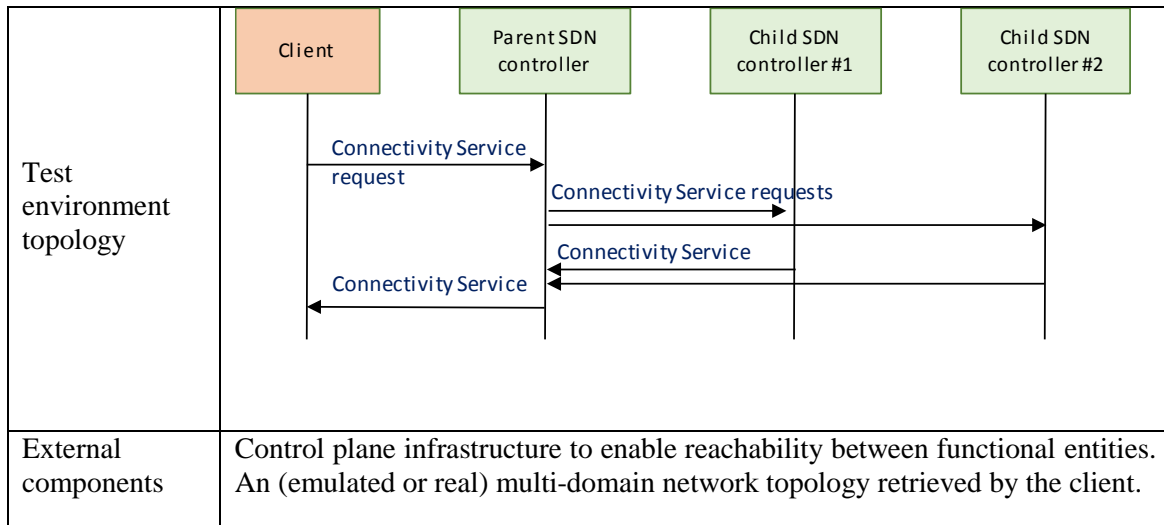 Client
Parent SDN
controller
Child SDN
controller #1
Child SDN
controller #2
Test
environment
topology
Connectivity Service
request
Connectivity Service requests
Connectivity Service
Connectivity Service
External
components
Control plane infrastructure to enable reachability between functional entities.
An (emulated or real) multi-domain network topology retrieved by the client.